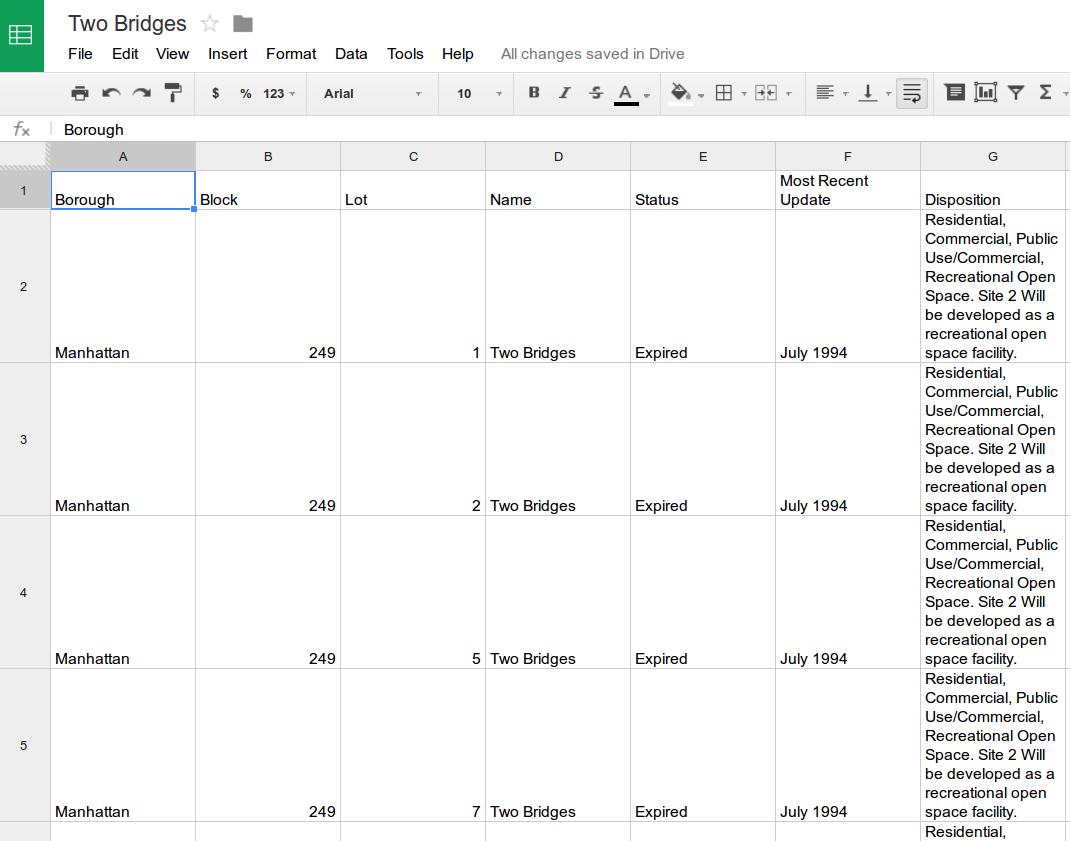 Two Bridges
File Edit View Insert Format Data Tools Help All changes saved in Drive
$ % 123 Arial 10 B I S A Σ
fx Borough
A B C D E F G
1 Borough Block Lot Name Status Most Recent
Update Disposition
2 Manhattan 249 1 Two Bridges Expired July 1994 Residential,
Commercial, Public
Use/Commercial,
Recreational Open
Space. Site 2 Will
be developed as a
recreational open
space facility.
3 Manhattan 249 2 Two Bridges Expired July 1994 Residential,
Commercial, Public
Use/Commercial,
Recreational Open
Space. Site 2 Will
be developed as a
recreational open
space facility.
4 Manhattan 249 5 Two Bridges Expired July 1994 Residential,
Commercial, Public
Use/Commercial,
Recreational Open
Space. Site 2 Will
be developed as a
recreational open
space facility.
5 Manhattan 249 7 Two Bridges Expired July 1994 Residential,
Commercial, Public
Use/Commercial,
Recreational Open
Space. Site 2 Will
be developed as a
recreational open
space facility.
Residential,